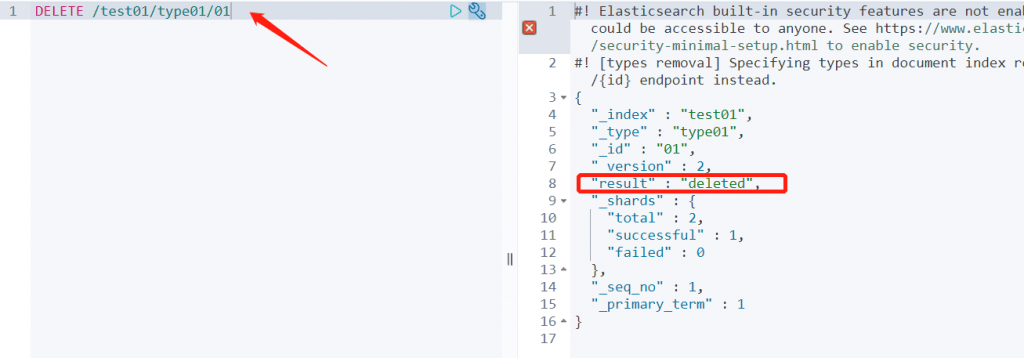 1 DELETE /test01/type01/01
1 #! Elasticsearch built-in security features are not enab
could be accessible to anyone. See https://www.elastic
/security-minimal-setup.html to enable security.
2 #! [types removal] Specifying types in document index re
/{id} endpoint instead.
3 {
4 "_index" : "test01",
5 "_type" : "type01",
6 "_id" : "01",
7 "_version" : 2,
8 "result" : "deleted",
9 "_shards" : {
10 "total" : 2,
11 "successful" : 1,
12 "failed" : 0
13 },
14 "_seq_no" : 1,
15 "_primary_term" : 1
16 }
17